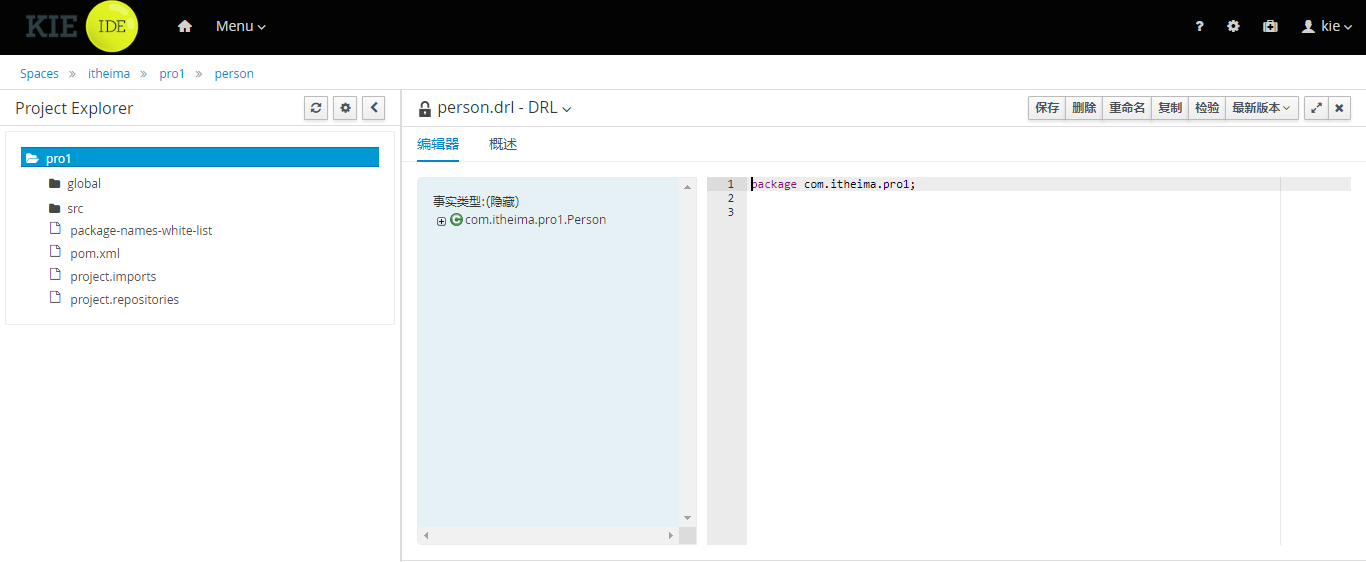 KIE IDE Menu ? kie
Spaces » itheima » pro1 » person
Project Explorer
pro1
global
src
package-names-white-list
pom.xml
project.imports
project.repositories
person.drl - DRL
保存 删除 重命名 复制 检验 最新版本
编辑器 概述
事实类型:(隐藏)
C com.itheima.pro1.Person
1 package com.itheima.pro1;
2
3